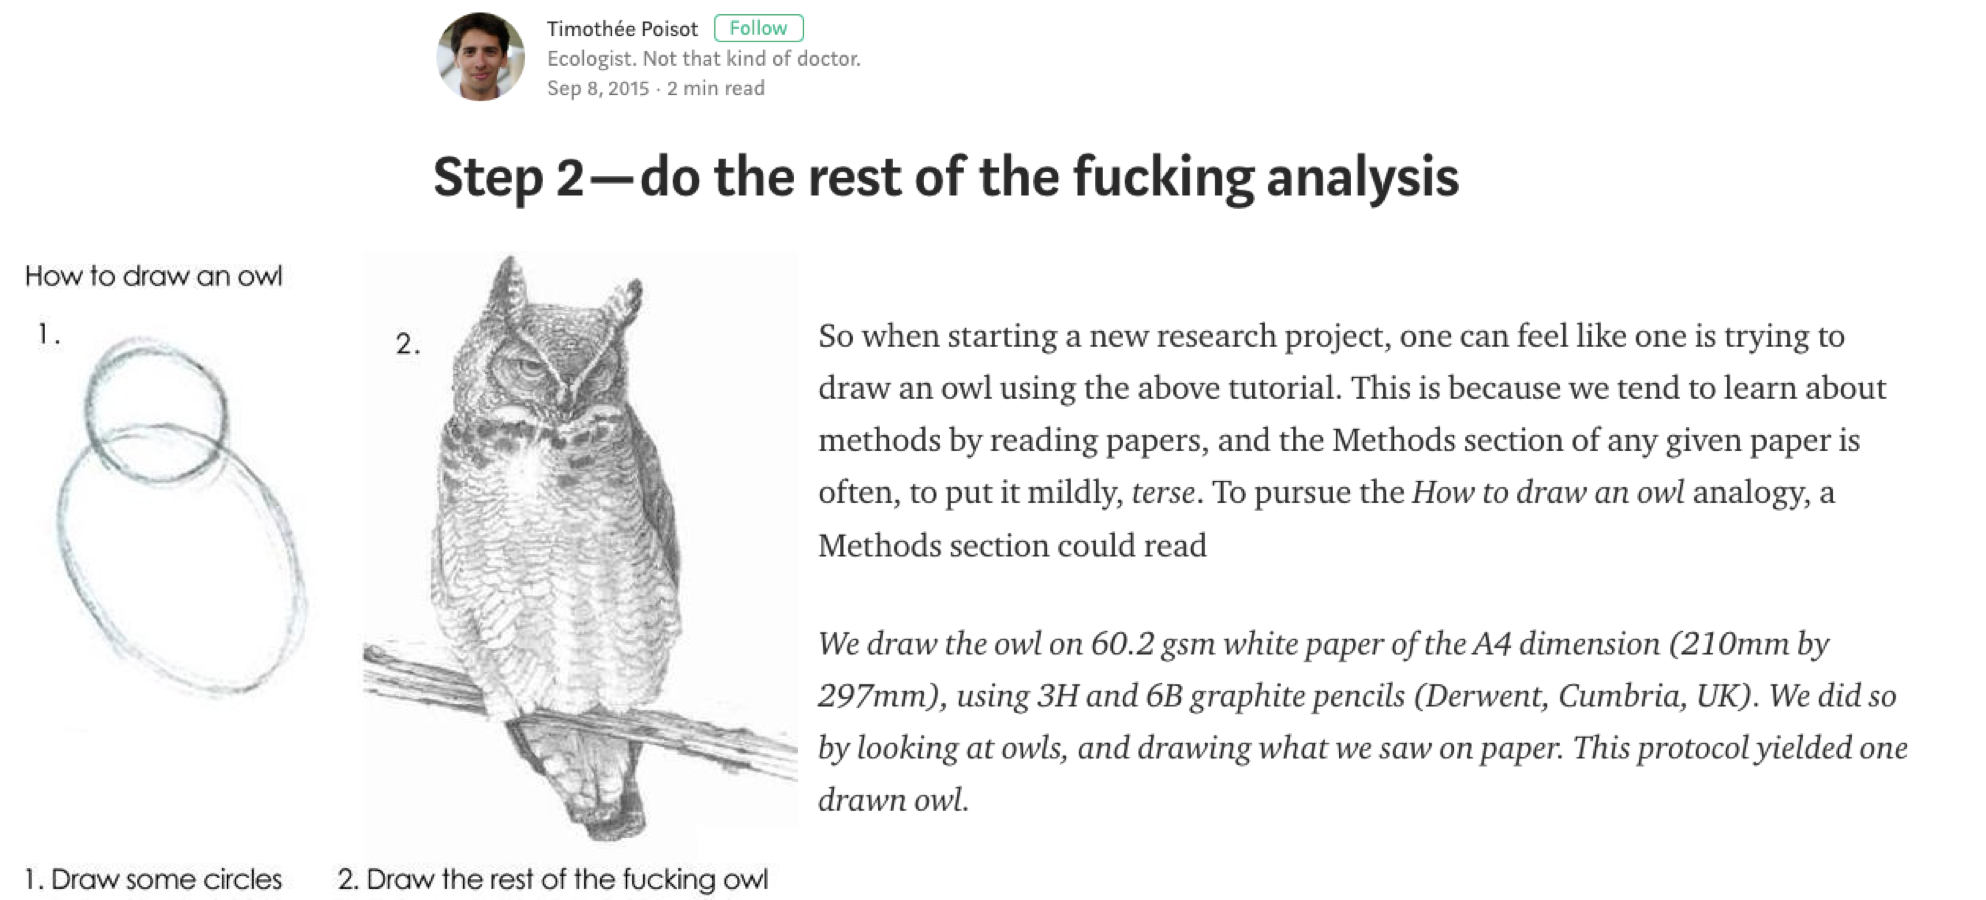 Timothée Poisot Follow
Ecologist. Not that kind of doctor.
Sep 8, 2015 · 2 min read
Step 2—do the rest of the fucking analysis
How to draw an owl
1.
2.
1. Draw some circles
2. Draw the rest of the fucking owl
So when starting a new research project, one can feel like one is trying to
draw an owl using the above tutorial. This is because we tend to learn about
methods by reading papers, and the Methods section of any given paper is
often, to put it mildly, terse. To pursue the How to draw an owl analogy, a
Methods section could read
We draw the owl on 60.2 gsm white paper of the A4 dimension (210mm by
297mm), using 3H and 6B graphite pencils (Derwent, Cumbria, UK). We did so
by looking at owls, and drawing what we saw on paper. This protocol yielded one
drawn owl.